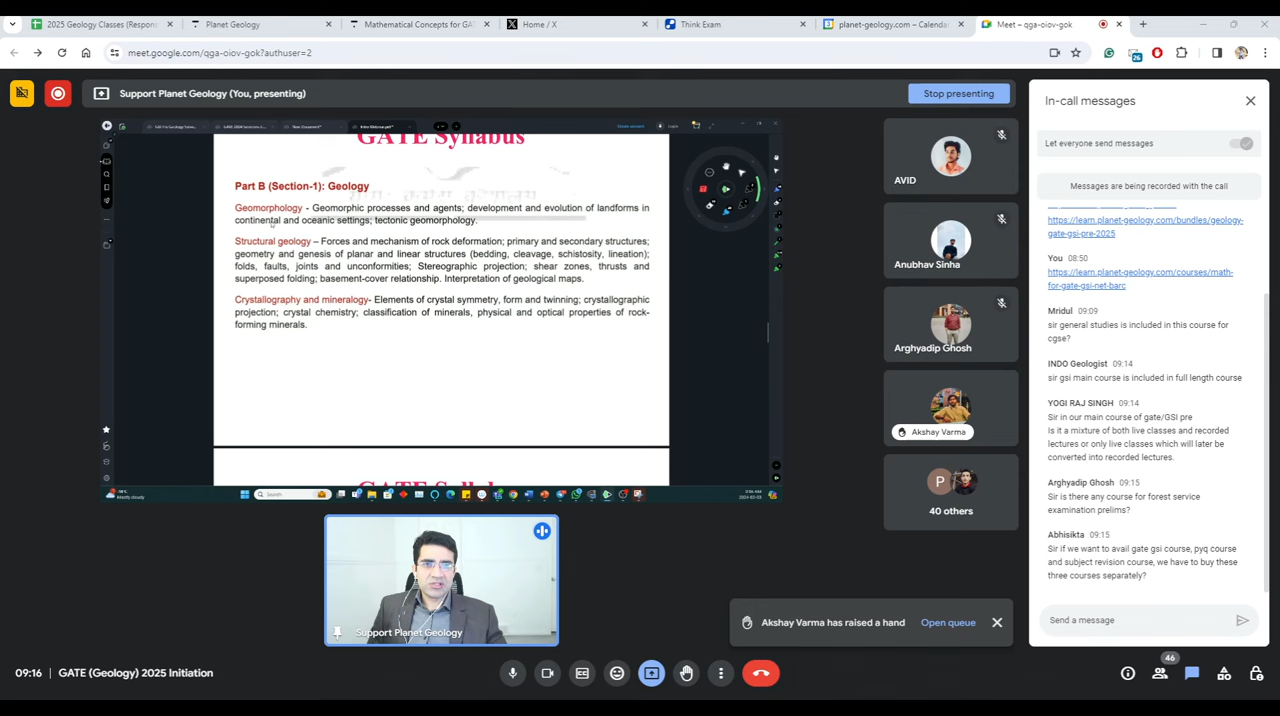 2025 Geology Classes (Respon
Planet Geology
Mathematical Concepts for GAT
Home / X
Think Exam
planet-geology.com – Calenda
Meet – qga-oiov-gok
meet.google.com/qga-oiov-gok?authuser=2
26
Support Planet Geology (You, presenting)
Stop presenting
GATE Syllabus
Part B (Section-1): Geology
Geomorphology - Geomorphic processes and agents; development and evolution of landforms in
continental and oceanic settings; tectonic geomorphology.
Structural geology – Forces and mechanism of rock deformation; primary and secondary structures;
geometry and genesis of planar and linear structures (bedding, cleavage, schistosity, lineation);
folds, faults, joints and unconformities; Stereographic projection; shear zones, thrusts and
superposed folding; basement-cover relationship. Interpretation of geological maps.
Crystallography and mineralogy- Elements of crystal symmetry, form and twinning; crystallographic
projection; crystal chemistry; classification of minerals, physical and optical properties of rock-
forming minerals.
Search
Mostly cloudy
AVID
Anubhav Sinha
Arghyadip Ghosh
Akshay Varma
P
40 others
Support Planet Geology
Akshay Varma has raised a hand
Open queue
In-call messages
Let everyone send messages
Messages are being recorded with the call
https://learn.planet-geology.com/bundles/geology-
gate-gsi-pre-2025
You 08:50
https://learn.planet-geology.com/courses/math-
for-gate-gsi-net-barc
Mridul 09:09
sir general studies is included in this course for
cgse?
INDO Geologist 09:14
sir gsi main course is included in full length course
YOGI RAJ SINGH 09:14
Sir in our main course of gate/GSI pre
Is it a mixture of both live classes and recorded
lectures or only live classes which will later be
converted into recorded lectures.
Arghyadip Ghosh 09:15
Sir is there any course for forest service
examination prelims?
Abhisikta 09:15
Sir if we want to avail gate gsi course, pyq course
and subject revision course, we have to buy these
three courses separately?
Send a message
09:16
GATE (Geology) 2025 Initiation
46